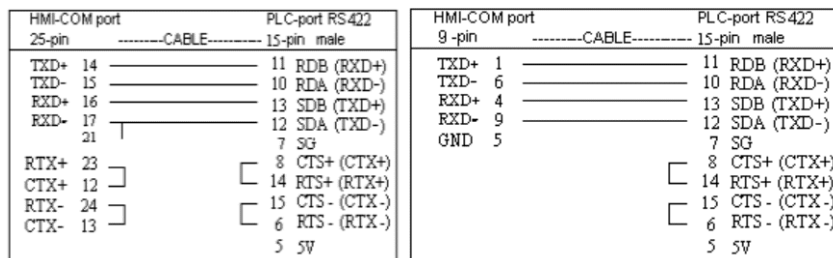 HMI-COM port PLC-port RS422
25-pin ---------CABLE----------- 15-pin male
TXD+ 14 11 RDB (RXD+)
TXD- 15 10 RDA (RXD-)
RXD+ 16 13 SDB (TXD+)
RXD- 17 12 SDA (TXD-)
21 7 SG
RTX+ 23 8 CTS+ (CTX+)
CTX+ 12 14 RTS+ (RTX+)
RTX- 24 15 CTS- (CTX-)
CTX- 13 6 RTS- (RTX-)
5 5V
HMI-COM port PLC-port RS422
9-pin ---------CABLE----------- 15-pin male
TXD+ 1 11 RDB (RXD+)
TXD- 6 10 RDA (RXD-)
RXD+ 4 13 SDB (TXD+)
RXD- 9 12 SDA (TXD-)
GND 5 7 SG
8 CTS+ (CTX+)
14 RTS+ (RTX+)
15 CTS- (CTX-)
6 RTS- (RTX-)
5 5V